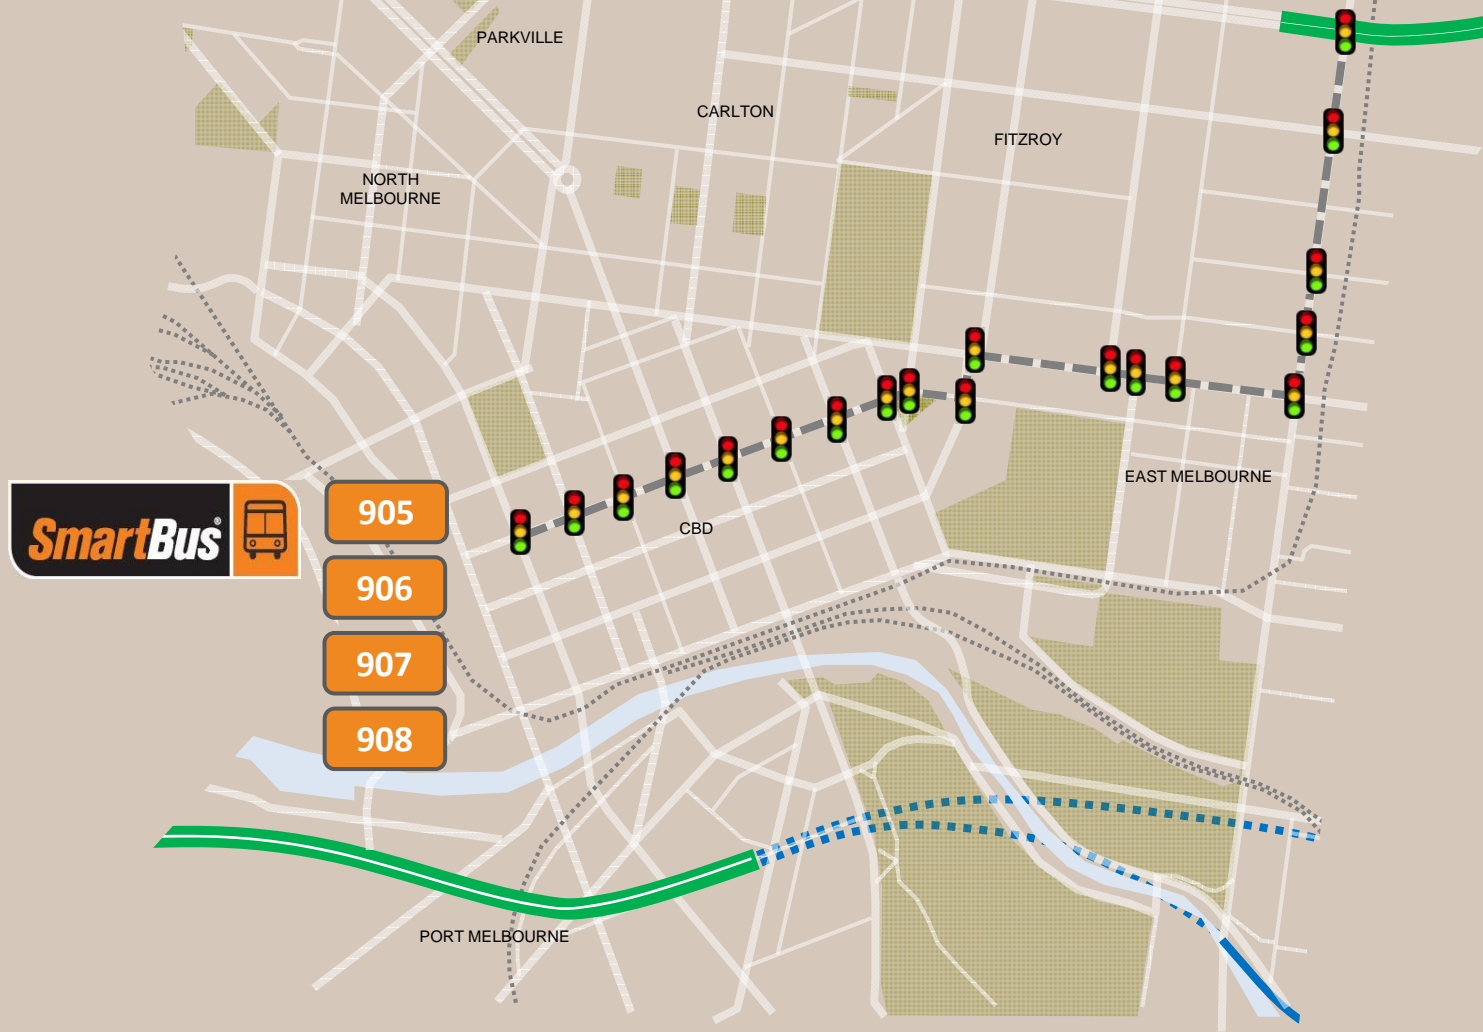 PARKVILLE
CARLTON
FITZROY
NORTH
MELBOURNE
EAST MELBOURNE
SmartBus®
905
CBD
906
907
908
PORT MELBOURNE